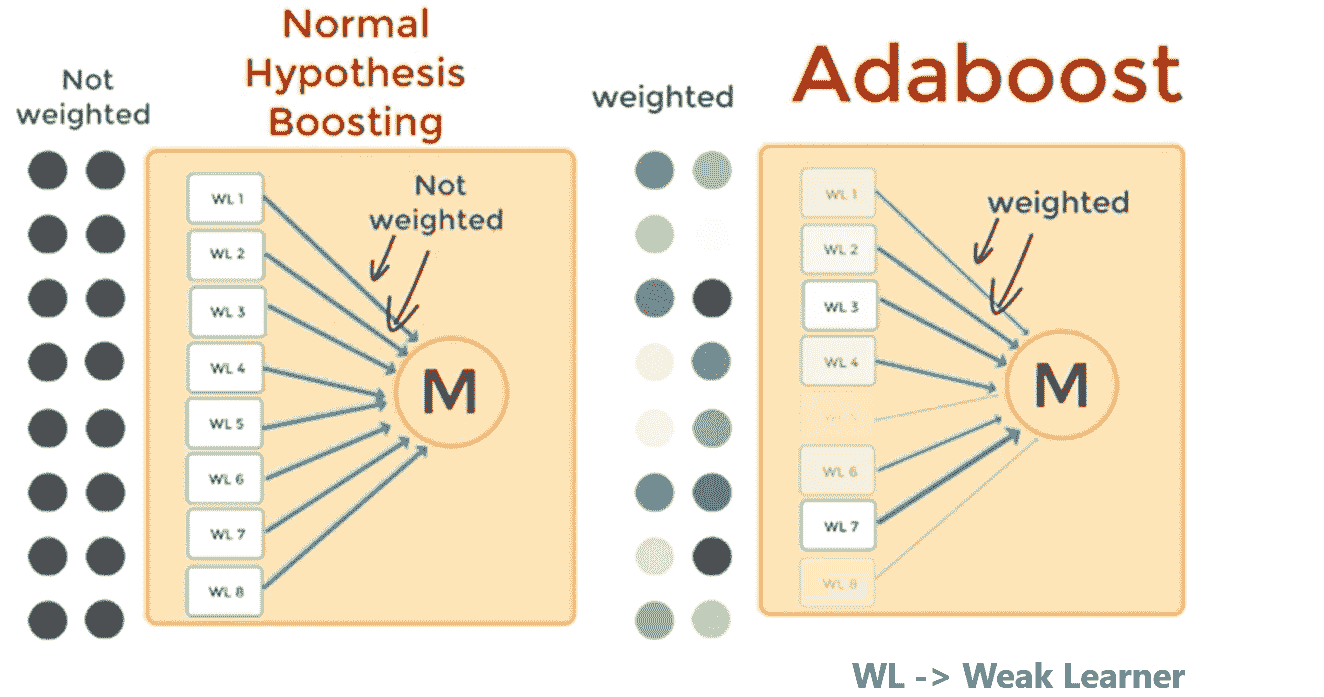 Normal
Hypothesis
Boosting
Not
weighted
Not
weighted
WL 1
WL 2
WL 3
WL 4
WL 5
WL 6
WL 7
WL 8
M
Adaboost
weighted
weighted
WL 1
WL 2
WL 3
WL 4
WL 6
WL 7
WL 8
M
WL -> Weak Learner